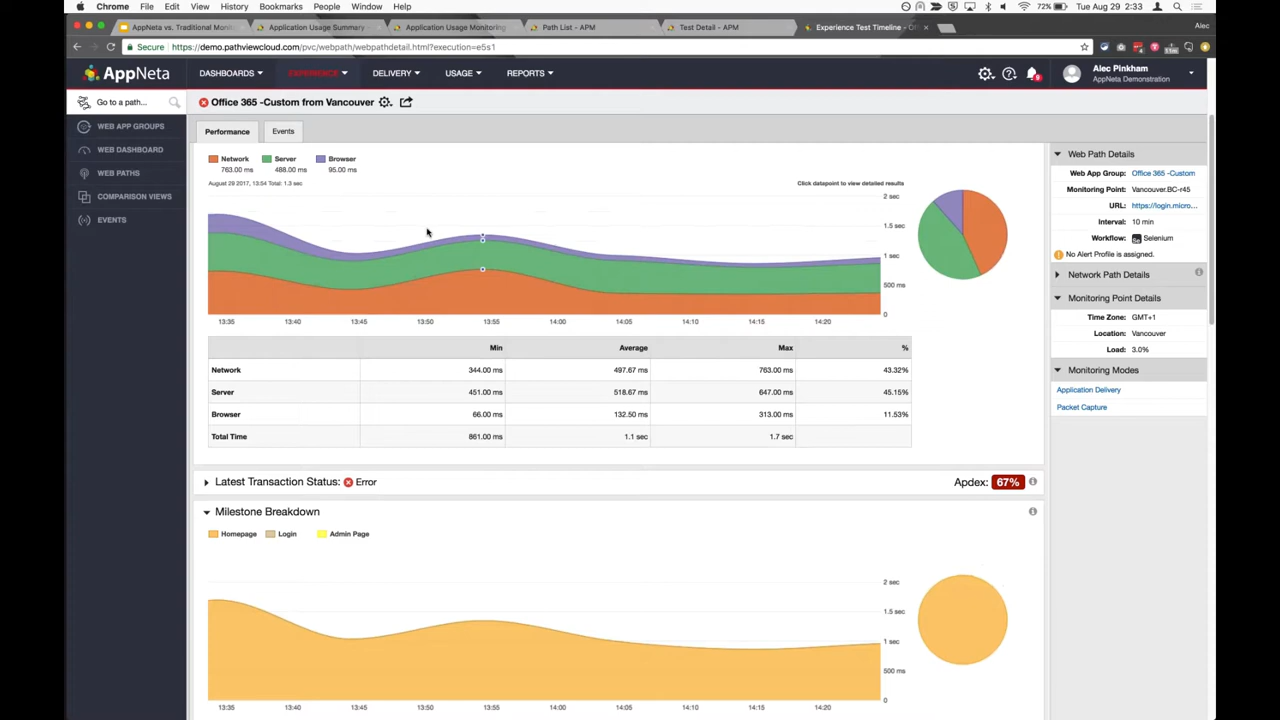 Chrome File Edit View History Bookmarks People Window Help 72% Tue Aug 29 2:33
AppNeta vs. Traditional Moni Application Usage Summary Application Usage Monitoring Path List - APM Test Detail - APM Experience Test Timeline - Alec
Secure https://demo.pathviewcloud.com/pvc/webpath/webpathdetail.html?execution=e5s1
AppNeta DASHBOARDS EXPERIENCE DELIVERY USAGE REPORTS 9 Alec Pinkham
AppNeta Demonstration
Go to a path... Office 365 -Custom from Vancouver
WEB APP GROUPS
WEB DASHBOARD
WEB PATHS
COMPARISON VIEWS
EVENTS
Performance Events
Network Server Browser
763.00 ms 488.00 ms 95.00 ms
August 29 2017, 13:54 Total: 1.3 sec Click datapoint to view detailed results
2 sec
1.5 sec
1 sec
500 ms
0
13:35 13:40 13:45 13:50 13:55 14:00 14:05 14:10 14:15 14:20
Min Average Max %
Network 344.00 ms 497.67 ms 763.00 ms 43.32%
Server 451.00 ms 518.67 ms 647.00 ms 45.15%
Browser 66.00 ms 132.50 ms 313.00 ms 11.53%
Total Time 861.00 ms 1.1 sec 1.7 sec
Latest Transaction Status: Error Apdex: 67%
Milestone Breakdown
Homepage Login Admin Page
2 sec
1.5 sec
1 sec
500 ms
0
13:35 13:40 13:45 13:50 13:55 14:00 14:05 14:10 14:15 14:20
Web Path Details
Web App Group: Office 365 -Custom
Monitoring Point: Vancouver.BC-r45
URL: https://login.micro...
Interval: 10 min
Workflow: Selenium
No Alert Profile is assigned.
Network Path Details
Monitoring Point Details
Time Zone: GMT+1
Location: Vancouver
Load: 3.0%
Monitoring Modes
Application Delivery
Packet Capture